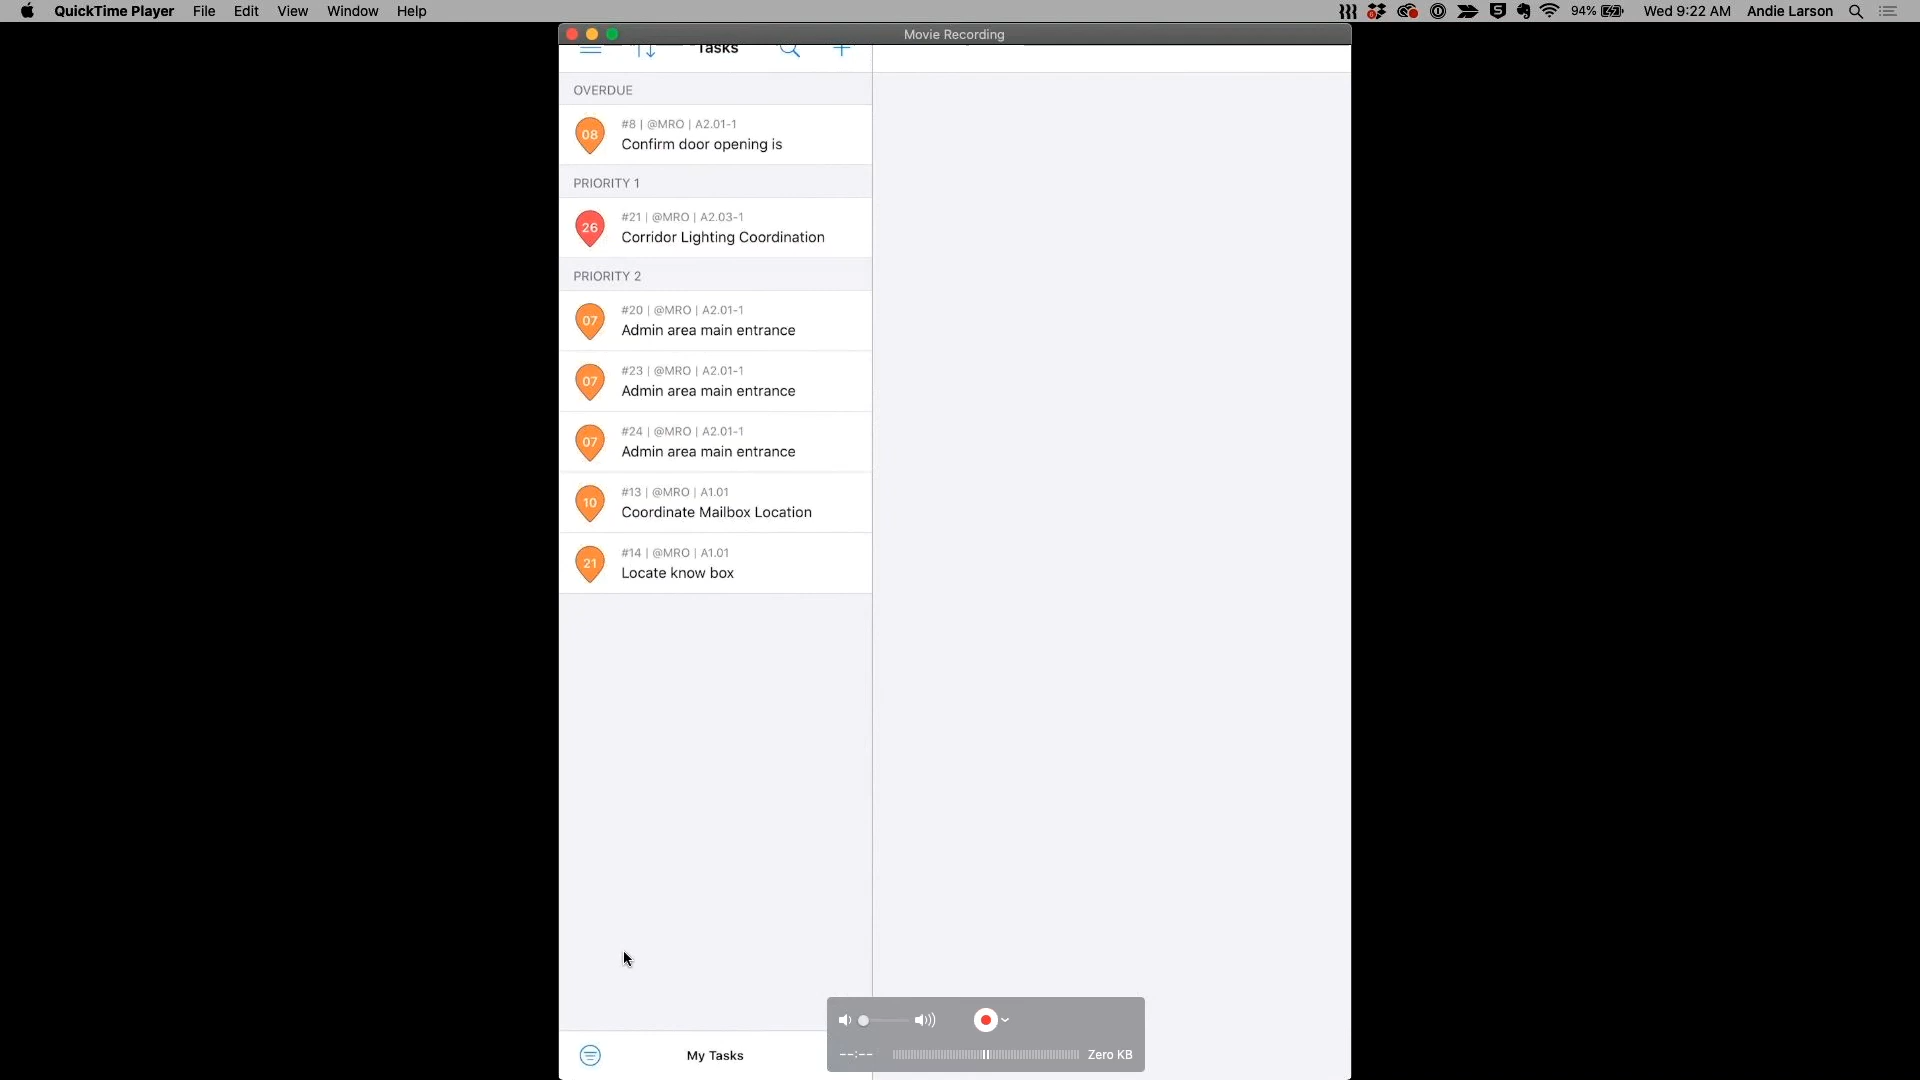 QuickTime Player File Edit View Window Help 94% Wed 9:22 AM Andie Larson
Movie Recording
Tasks
OVERDUE
08
#8 | @MRO | A2.01-1
Confirm door opening is
PRIORITY 1
26
#21 | @MRO | A2.03-1
Corridor Lighting Coordination
PRIORITY 2
07
#20 | @MRO | A2.01-1
Admin area main entrance
07
#23 | @MRO | A2.01-1
Admin area main entrance
07
#24 | @MRO | A2.01-1
Admin area main entrance
10
#13 | @MRO | A1.01
Coordinate Mailbox Location
21
#14 | @MRO | A1.01
Locate know box
My Tasks
--:-- Zero KB